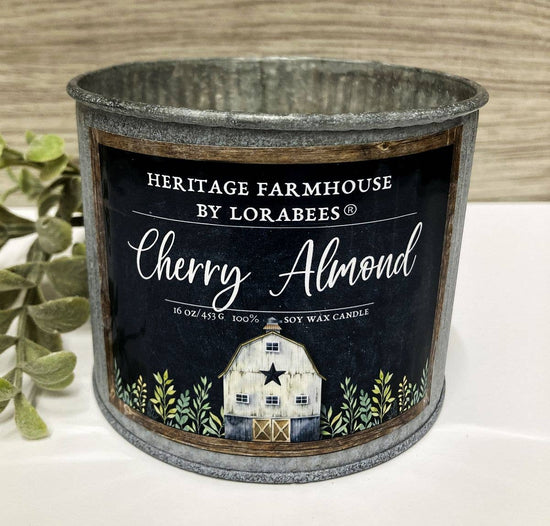 HERITAGE FARMHOUSE
BY LORABEES®
Cherry Almond
16 OZ/453 G 100% SOY WAX CANDLE